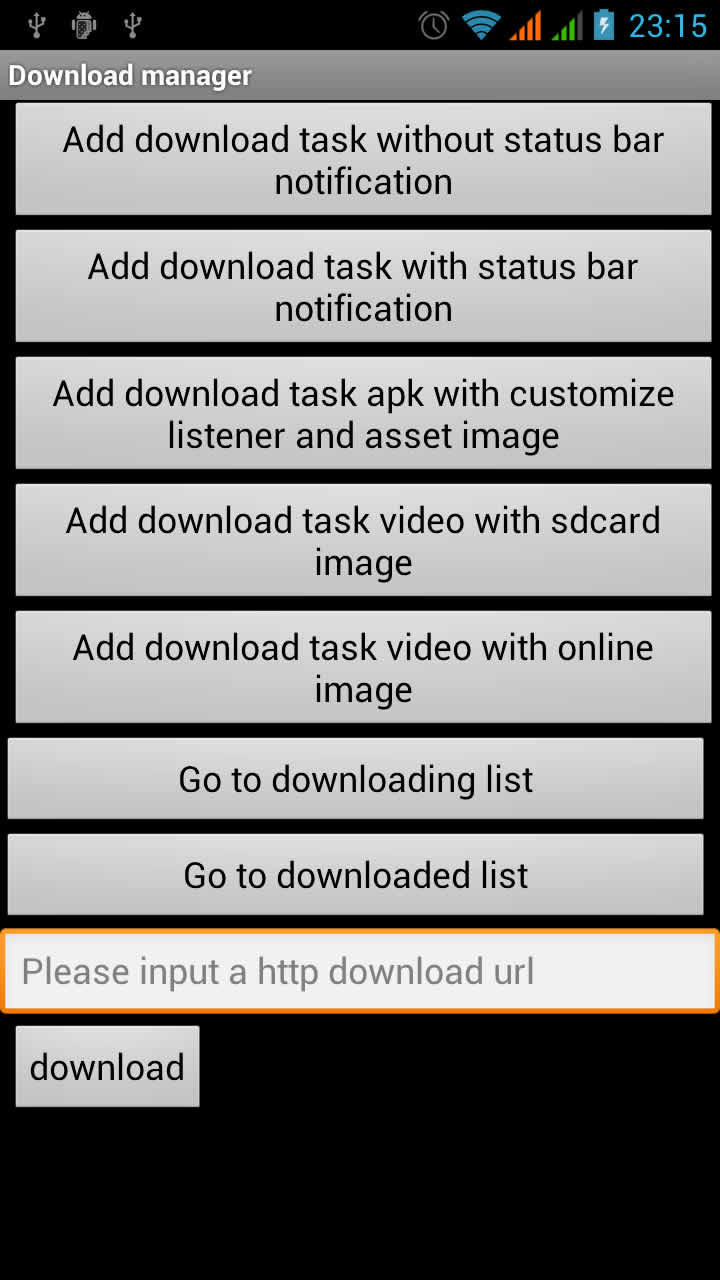 23:15
Download manager
Add download task without status bar
notification
Add download task with status bar
notification
Add download task apk with customize
listener and asset image
Add download task video with sdcard
image
Add download task video with online
image
Go to downloading list
Go to downloaded list
Please input a http download url
download